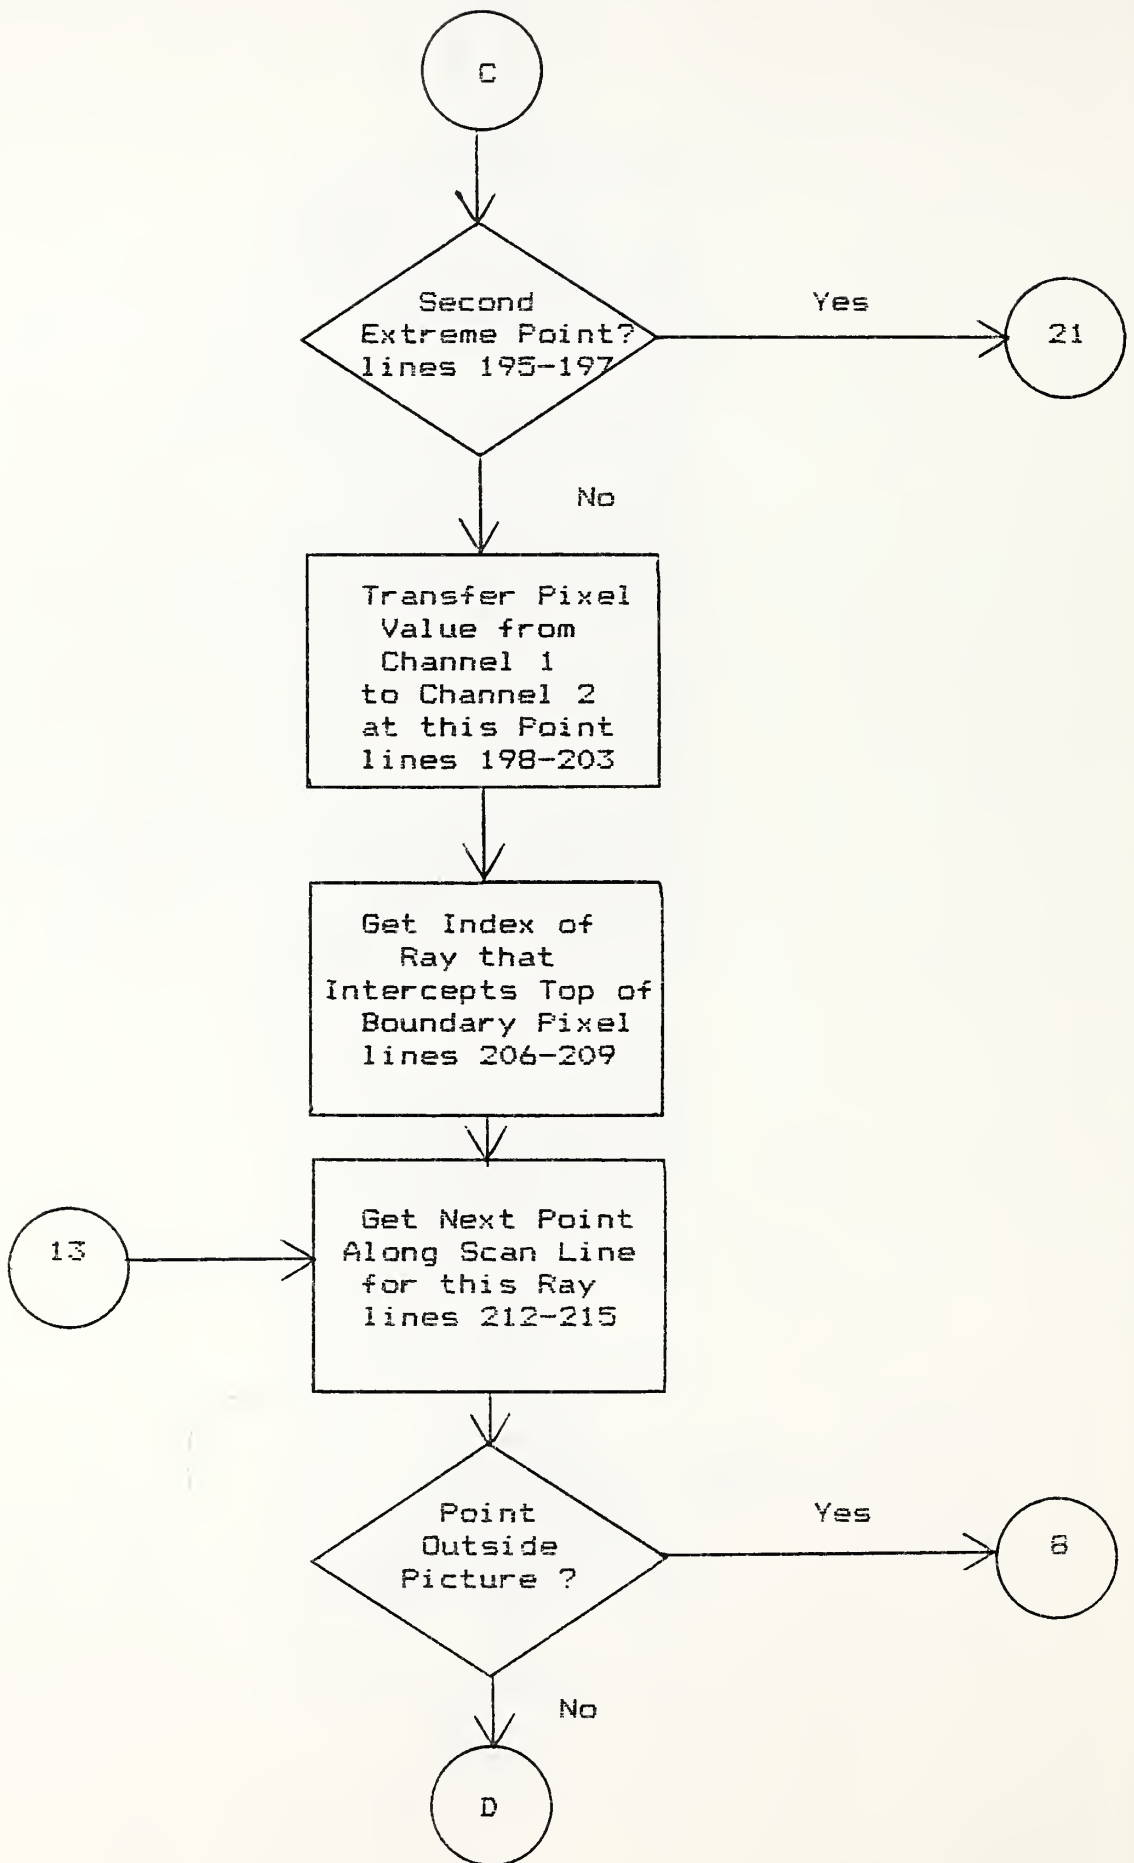 C
Second
Extreme Point?
lines 195-197
Yes
21
No
Transfer Pixel
Value from
Channel 1
to Channel 2
at this Point
lines 198-203
Get Index of
Ray that
Intercepts Top of
Boundary Pixel
lines 206-209
13
Get Next Point
Along Scan Line
for this Ray
lines 212-215
Point
Outside
Picture ?
Yes
8
No
D